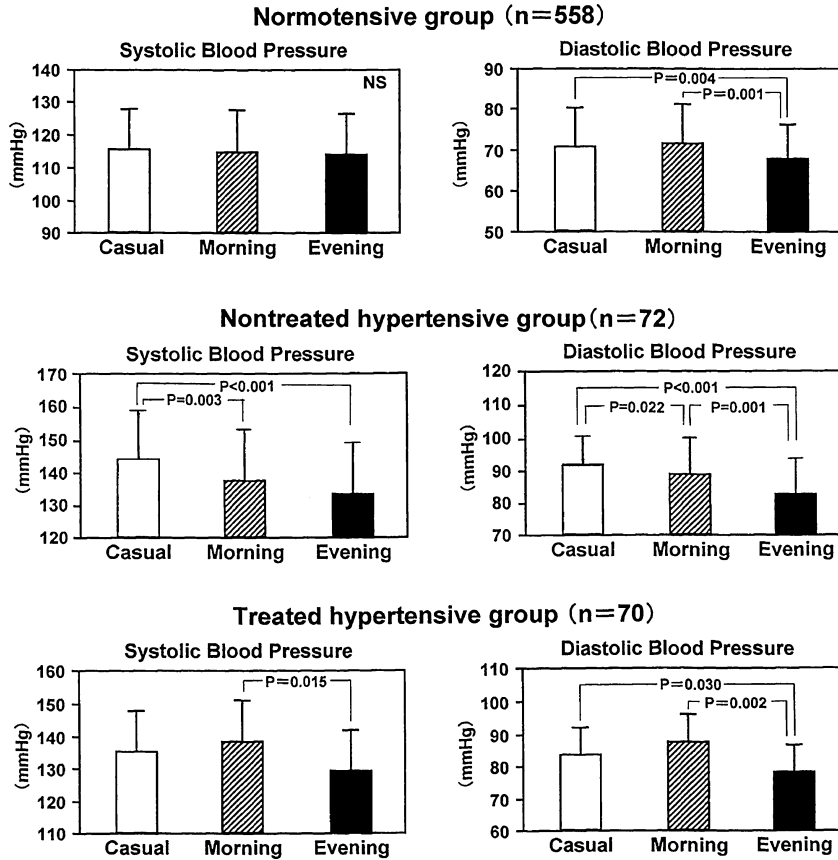 Normotensive group (n=558)
Systolic Blood Pressure
140
130
120
110
100
90
(mmHg)
NS
Casual Morning Evening
Diastolic Blood Pressure
90
80
70
60
50
(mmHg)
P=0.004
P=0.001
Casual Morning Evening
Nontreated hypertensive group(n=72)
Systolic Blood Pressure
170
160
150
140
130
120
(mmHg)
P<0.001
P=0.003
Casual Morning Evening
Diastolic Blood Pressure
120
110
100
90
80
70
(mmHg)
P<0.001
P=0.022 P=0.001
Casual Morning Evening
Treated hypertensive group (n=70)
Systolic Blood Pressure
160
150
140
130
120
110
(mmHg)
P=0.015
Casual Morning Evening
Diastolic Blood Pressure
110
100
90
80
70
60
(mmHg)
P=0.030
P=0.002
Casual Morning Evening